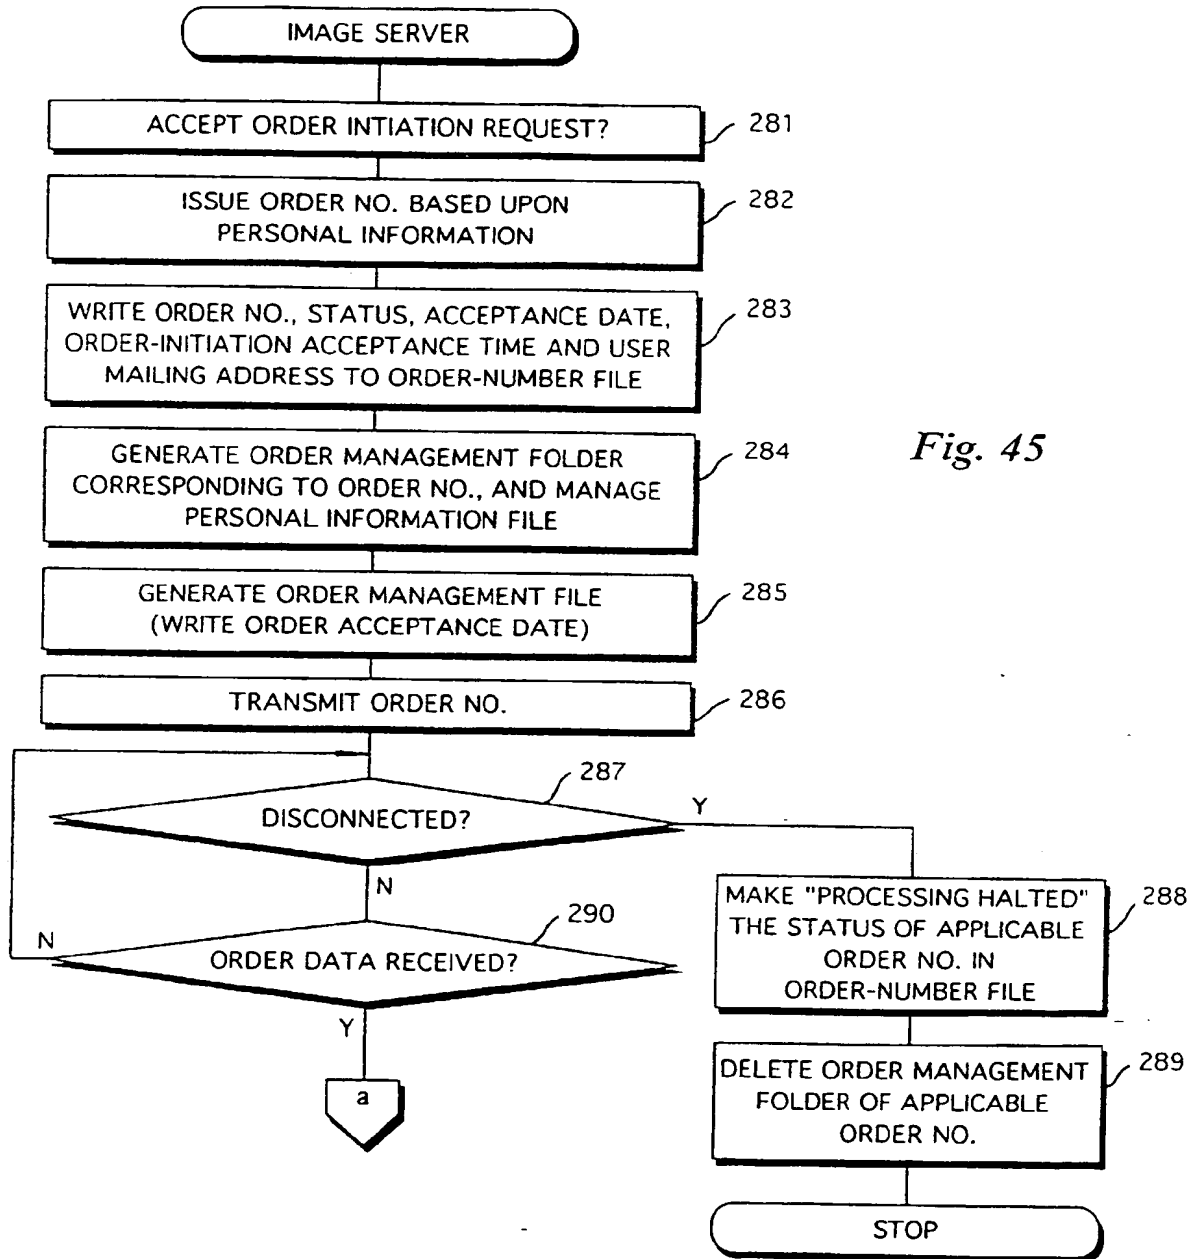 IMAGE SERVER
ACCEPT ORDER INTIATION REQUEST?
281
ISSUE ORDER NO. BASED UPON
PERSONAL INFORMATION
282
WRITE ORDER NO., STATUS, ACCEPTANCE DATE,
ORDER-INITIATION ACCEPTANCE TIME AND USER
MAILING ADDRESS TO ORDER-NUMBER FILE
283
GENERATE ORDER MANAGEMENT FOLDER
CORRESPONDING TO ORDER NO., AND MANAGE
PERSONAL INFORMATION FILE
284
Fig. 45
GENERATE ORDER MANAGEMENT FILE
(WRITE ORDER ACCEPTANCE DATE)
285
TRANSMIT ORDER NO.
286
DISCONNECTED?
287
Y
N
ORDER DATA RECEIVED?
290
N
Y
a
MAKE "PROCESSING HALTED"
THE STATUS OF APPLICABLE
ORDER NO. IN
ORDER-NUMBER FILE
288
DELETE ORDER MANAGEMENT
FOLDER OF APPLICABLE
ORDER NO.
289
STOP